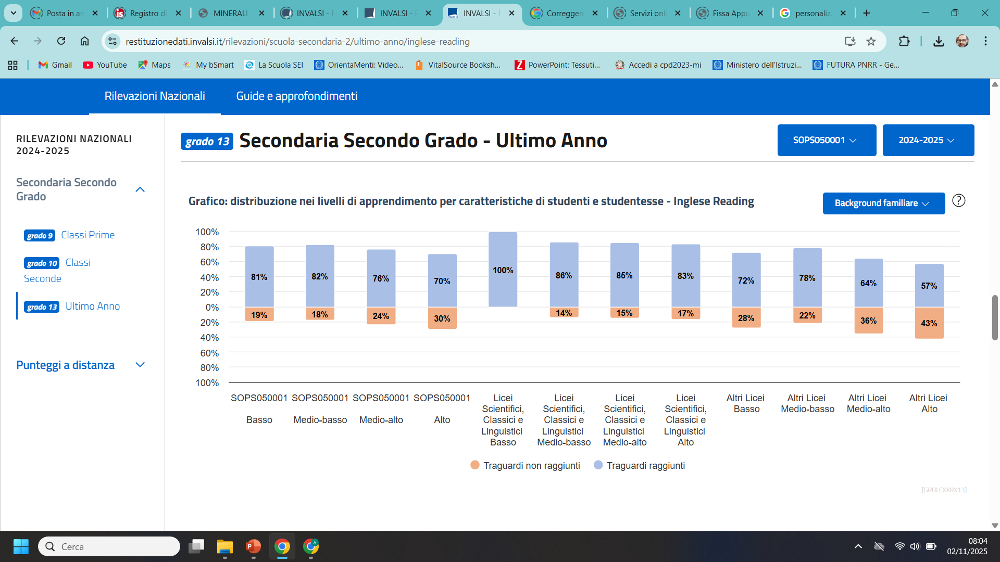 Posta in ar
Registro di
MINERALI
INVALSI - R
INVALSI - R
INVALSI - R
Correggere
Servizi onli
Fissa Appu
personaliz
restituzionedati.invalsi.it/rilevazioni/scuola-secondaria-2/ultimo-anno/inglese-reading
Gmail
YouTube
Maps
My bSmart
La Scuola SEI
OrientaMenti: Video...
VitalSource Booksh...
PowerPoint: Tessuti...
Accedi a cpd2023-mi
Ministero dell'Istruzi...
FUTURA PNRR - Ge...
Rilevazioni Nazionali
Guide e approfondimenti
RILEVAZIONI NAZIONALI
2024-2025
Secondaria Secondo
Grado
grado 9 Classi Prime
grado 10 Classi
Seconde
grado 13 Ultimo Anno
Punteggi a distanza
grado 13 Secondaria Secondo Grado - Ultimo Anno
SOPS050001
2024-2025
Grafico: distribuzione nei livelli di apprendimento per caratteristiche di studenti e studentesse - Inglese Reading
Background familiare
?
100%
80%
60%
40%
20%
0%
20%
40%
60%
80%
100%
81% 82% 76% 70% 100% 86% 85% 83% 72% 78% 64% 57%
19% 18% 24% 30% 14% 15% 17% 28% 22% 36% 43%
SOPS050001
Basso
SOPS050001
Medio-basso
SOPS050001
Medio-alto
SOPS050001
Alto
Licei
Scientifici,
Classici e
Linguistici
Basso
Licei
Scientifici,
Classici e
Linguistici
Medio-basso
Licei
Scientifici,
Classici e
Linguistici
Medio-alto
Licei
Scientifici,
Classici e
Linguistici
Alto
Altri Licei
Basso
Altri Licei
Medio-basso
Altri Licei
Medio-alto
Altri Licei
Alto
Traguardi non raggiunti
Traguardi raggiunti
[GRDLCXXRX13]
Cerca
08:04
02/11/2025